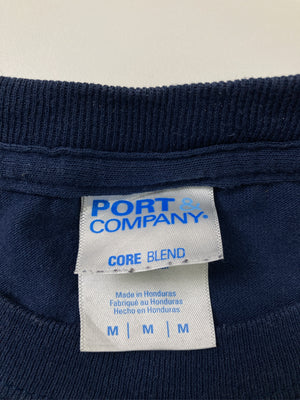 PORT &
COMPANY®
CORE BLEND
Made in Honduras
Fabriqué au Honduras
Hecho en Honduras
M | M | M